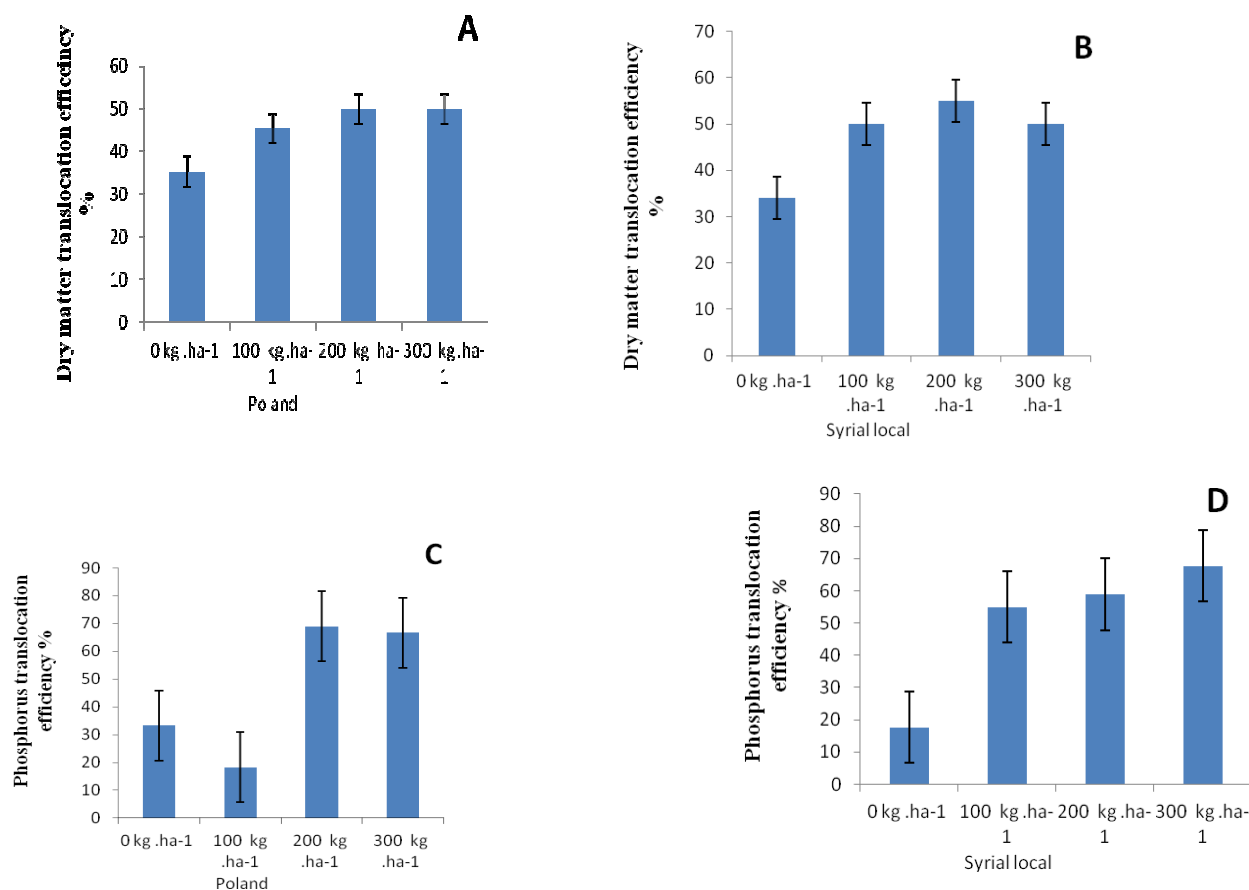 A
Dry matter translocation efficiency
%
60
50
40
30
20
10
0
0 kg .ha-1
100 kg.ha-
1
200 kg ha-
1
300 kg.ha-
1
Po and
B
Dry matter translocation efficiency
%
70
60
50
40
30
20
10
0
0 kg .ha-1
100 kg
.ha-1
200 kg
.ha-1
300 kg
.ha-1
Syrial local
C
Phosphorus translocation
efficiency %
90
80
70
60
50
40
30
20
10
0
0 kg .ha-1
100 kg
.ha-1
200 kg
.ha-1
300 kg
.ha-1
Poland
D
Phosphorus translocation
efficiency %
90
80
70
60
50
40
30
20
10
0
0 kg .ha-1
100 kg .ha-
1
200 kg .ha-
1
300 kg .ha-
1
Syrial local